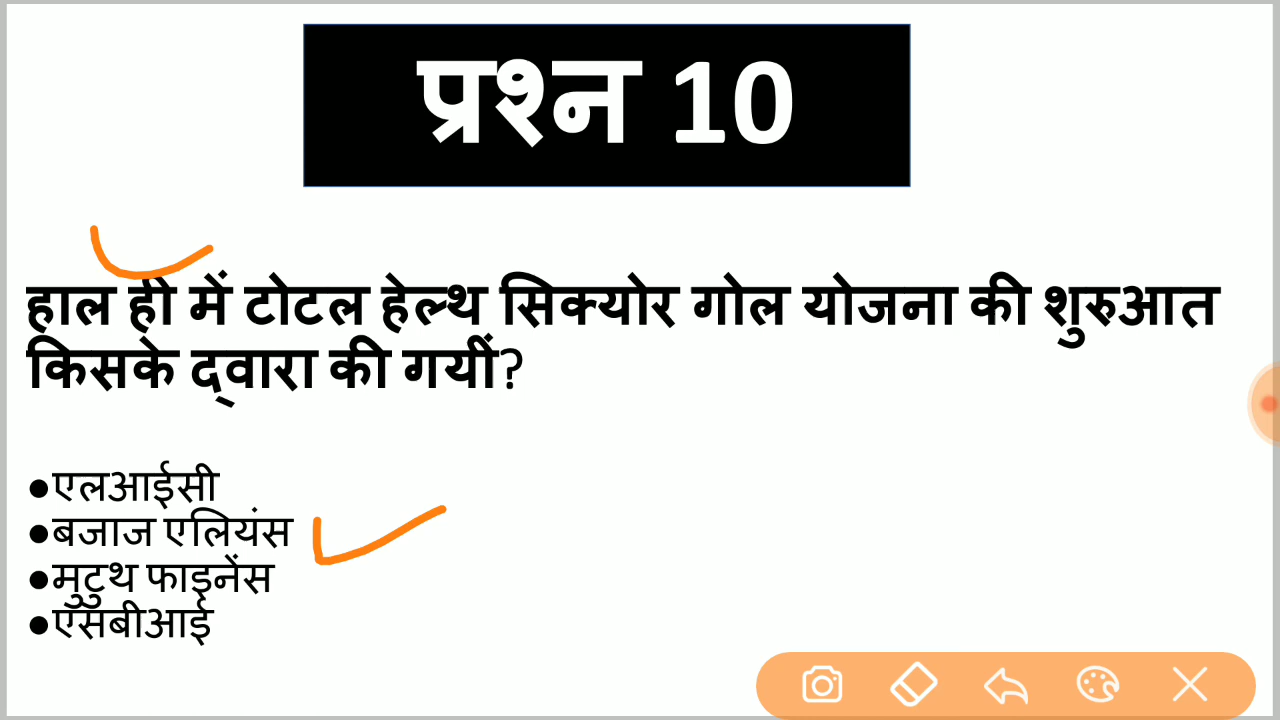 प्रश्न 10
हाल ही में टोटल हेल्थ सिक्योर गोल योजना की शुरुआत
किसके द्वारा की गयीं?
●एलआईसी
●बजाज एलियंस
●मुटुथ फाइनेंस
●एसबीआई